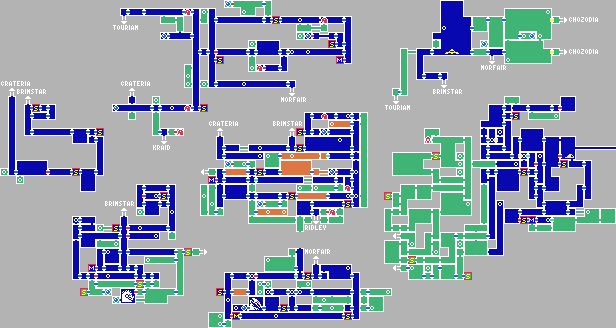 TOURIAN
CHOZODIA
CHOZODIA
NORFAIR
CRATERIA
BRINSTAR
CRATERIA
NORFAIR
BRINSTAR
TOURIAN
KRAID
CRATERIA
BRINSTAR
BRINSTAR
RIDLEY
NORFAIR